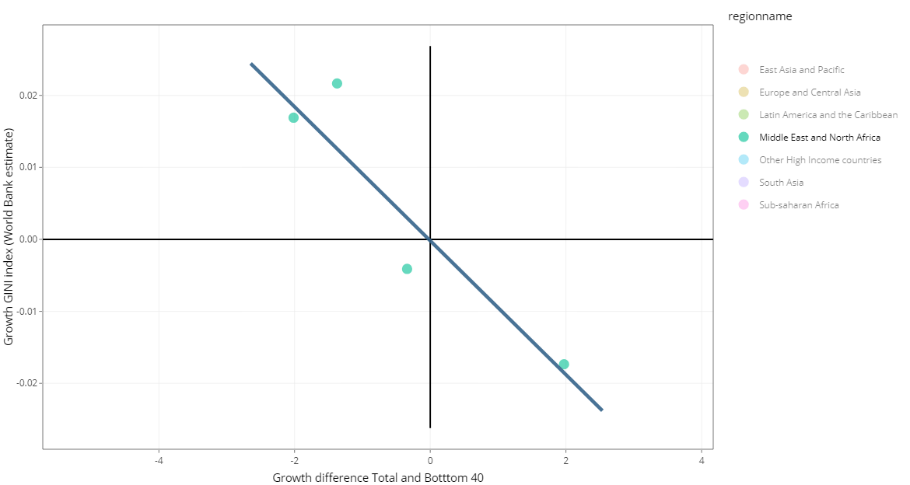 regionname
East Asia and Pacific
Europe and Central Asia
Latin America and the Caribbean
Middle East and North Africa
Other High Income countries
South Asia
Sub-saharan Africa
Growth GINI index (World Bank estimate)
0.02
0.01
0.00
-0.01
-0.02
-4
-2
0
2
4
Growth difference Total and Botttom 40